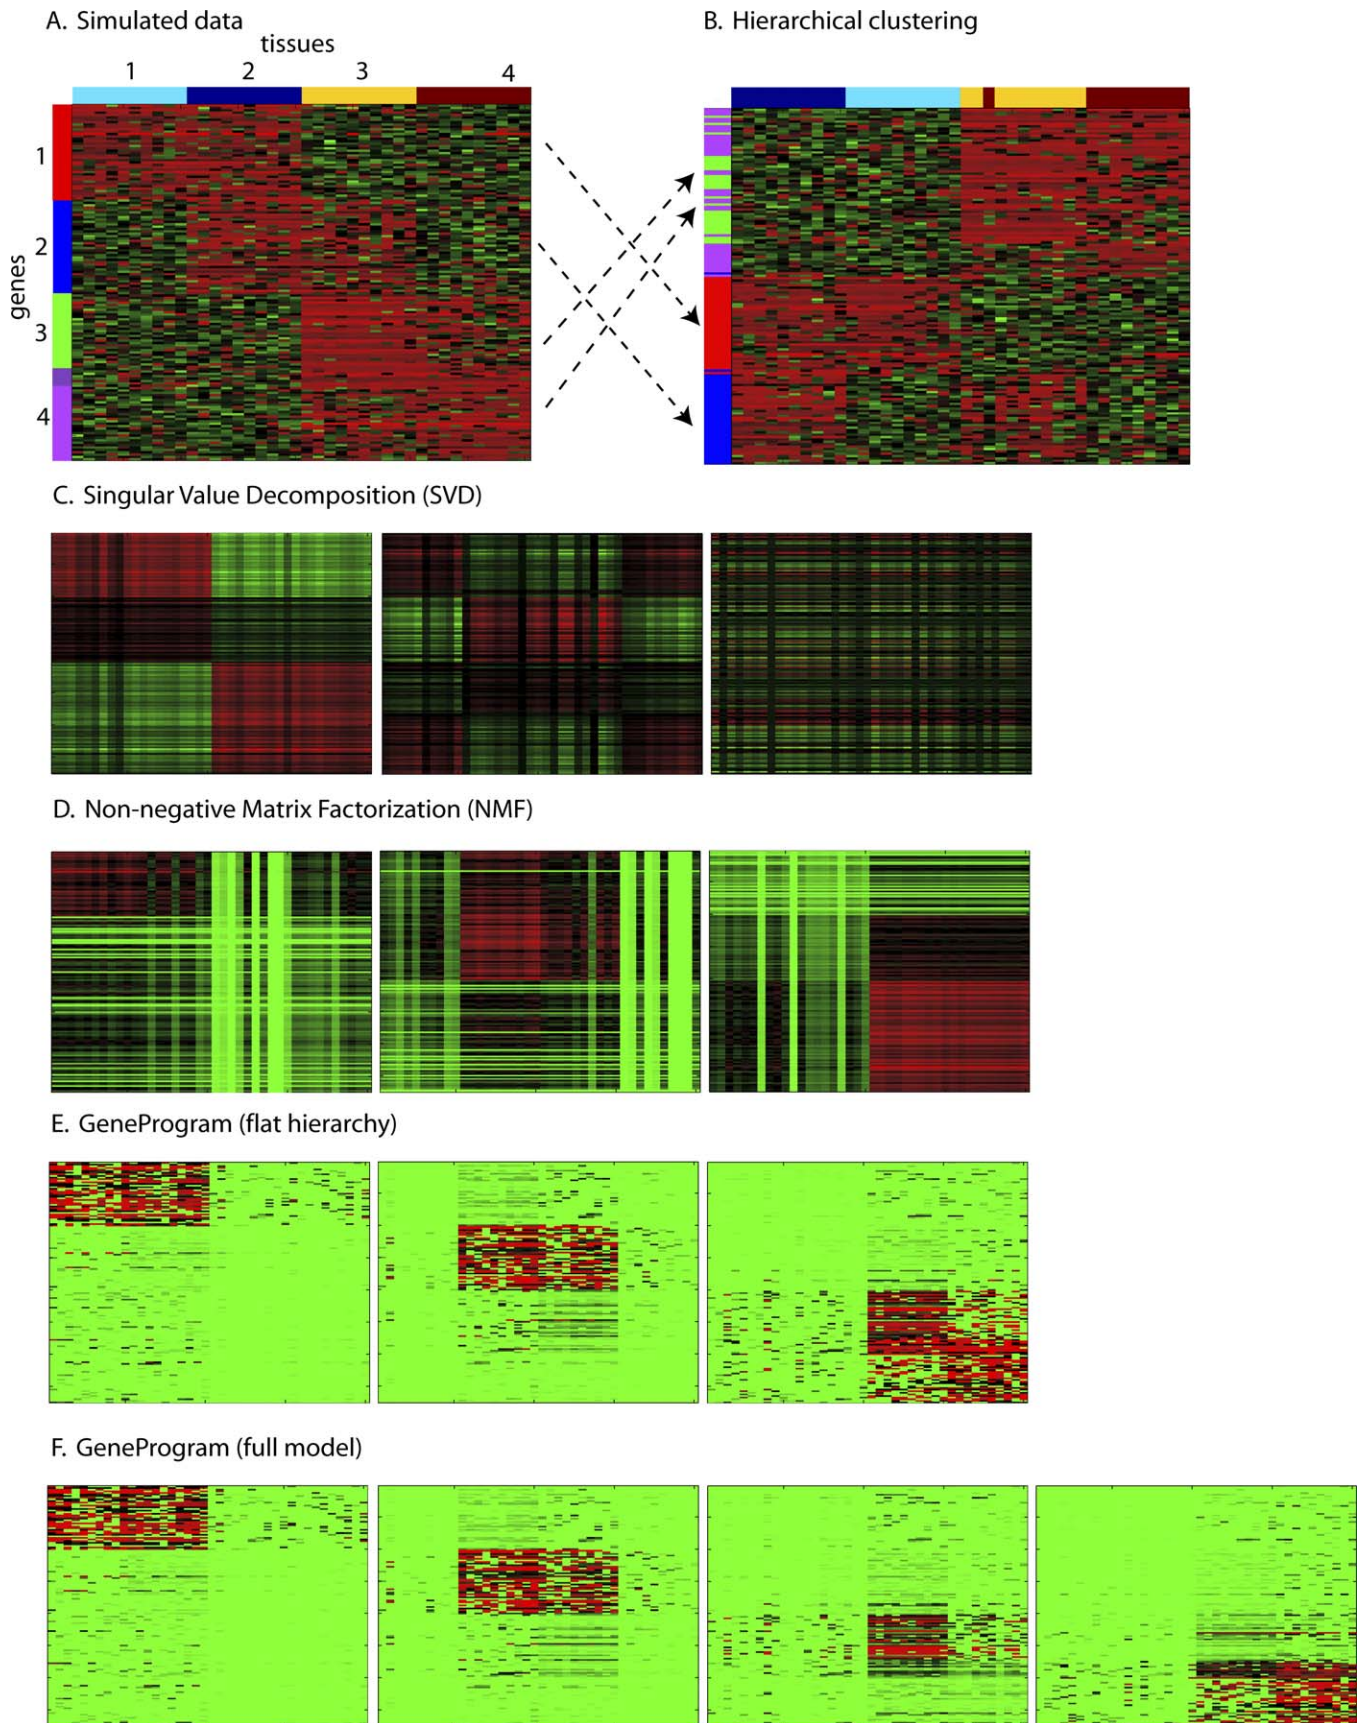 A. Simulated data
B. Hierarchical clustering
tissues
1 2 3 4
genes
1
2
3
4
C. Singular Value Decomposition (SVD)
D. Non-negative Matrix Factorization (NMF)
E. GeneProgram (flat hierarchy)
F. GeneProgram (full model)